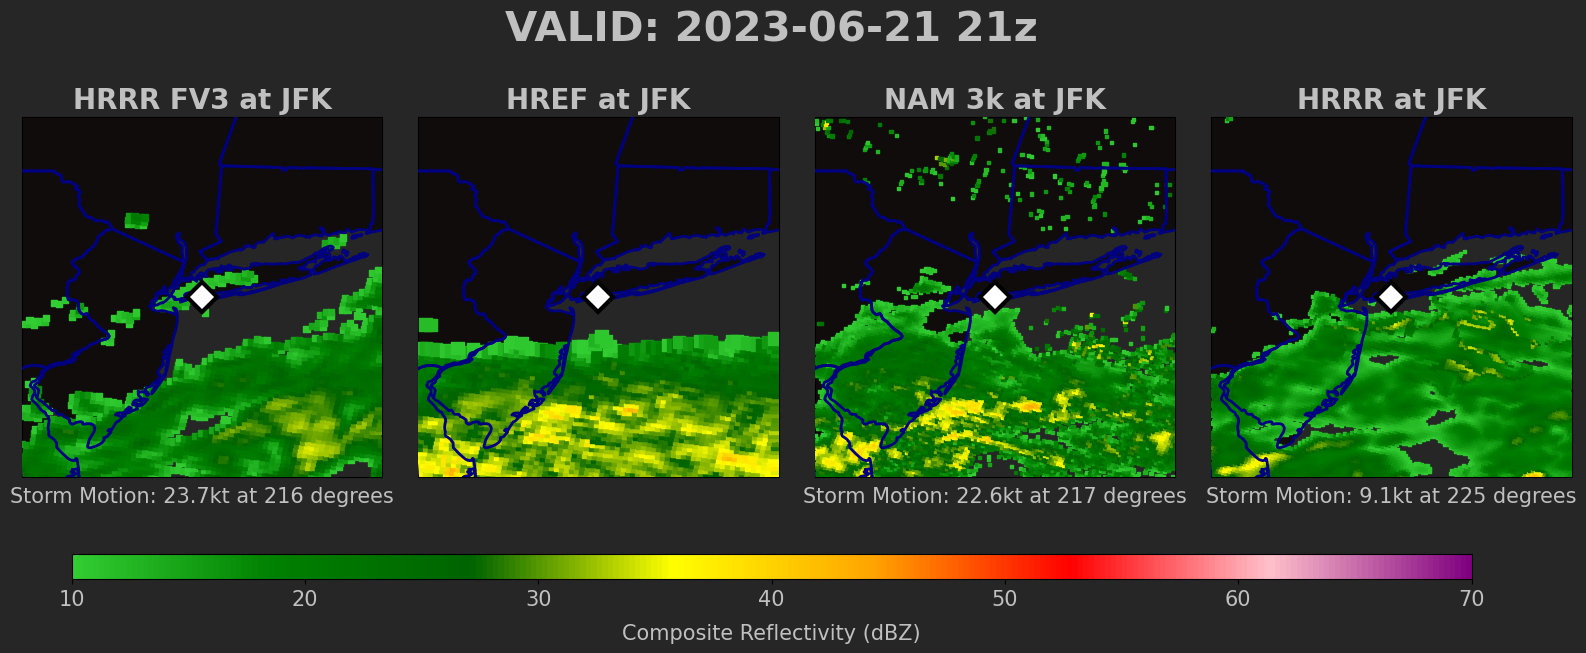 VALID: 2023-06-21 21z
HRRR FV3 at JFK
HREF at JFK
NAM 3k at JFK
HRRR at JFK
Storm Motion: 23.7kt at 216 degrees
Storm Motion: 22.6kt at 217 degrees
Storm Motion: 9.1kt at 225 degrees
10 20 30 40 50 60 70
Composite Reflectivity (dBZ)